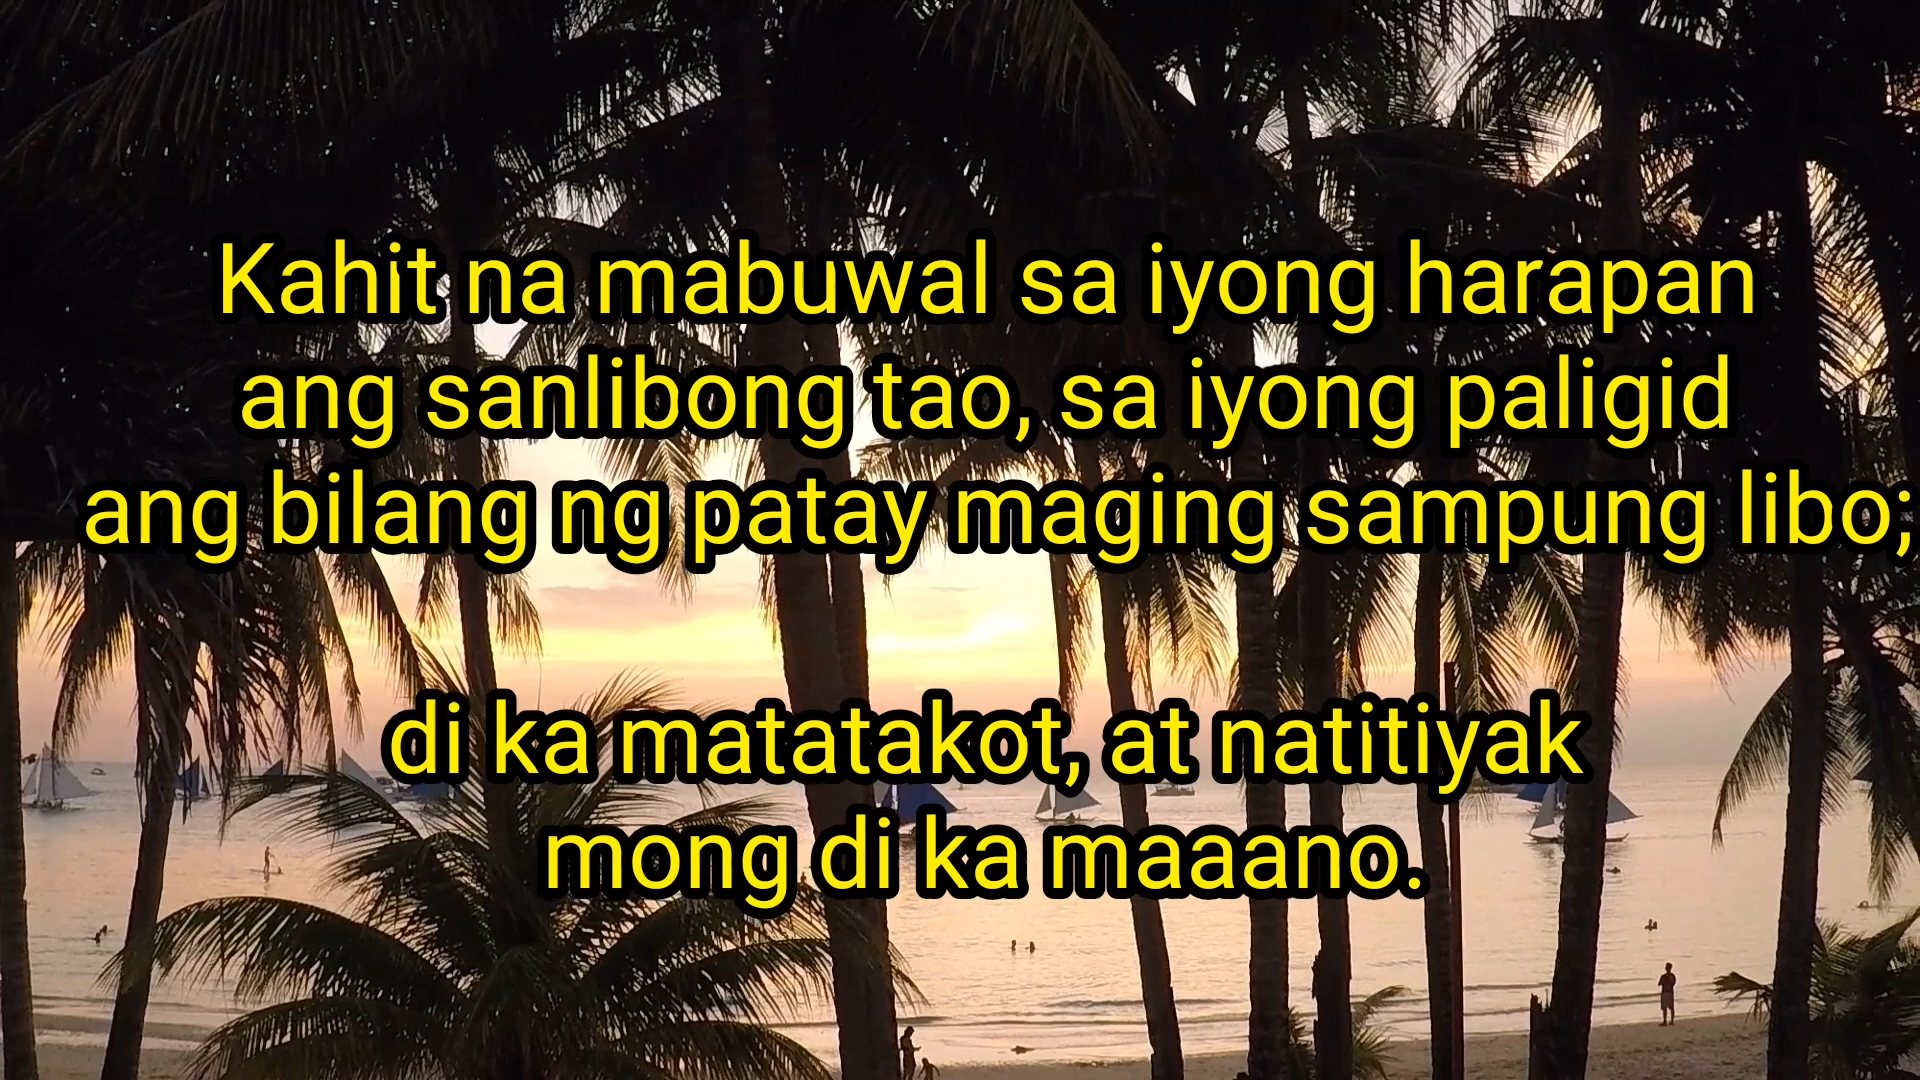 Kahit na mabuwal sa iyong harapan
ang sanlibong tao, sa iyong paligid
ang bilang ng patay maging sampung libo;
di ka matatakot, at natitiyak
mong di ka maaano.